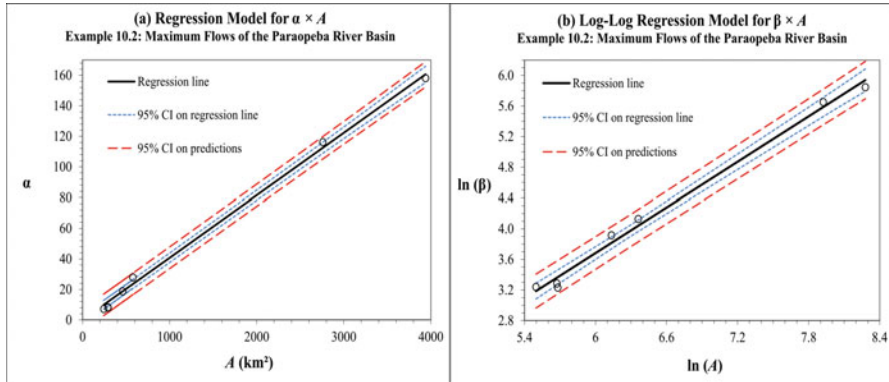 (a) Regression Model for α × A
Example 10.2: Maximum Flows of the Paraopeba River Basin
160
140
120
100
80
60
40
20
0
α
Regression line
95% CI on regression line
95% CI on predictions
0
1000
2000
3000
4000
A (km²)
(b) Log-Log Regression Model for β × A
Example 10.2: Maximum Flows of the Paraopeba River Basin
6.0
5.6
5.2
4.8
4.4
4.0
3.6
3.2
2.8
ln (β)
Regression line
95% CI on regression line
95% CI on predictions
5.4
6
6.6
7.2
7.8
8.4
ln (A)